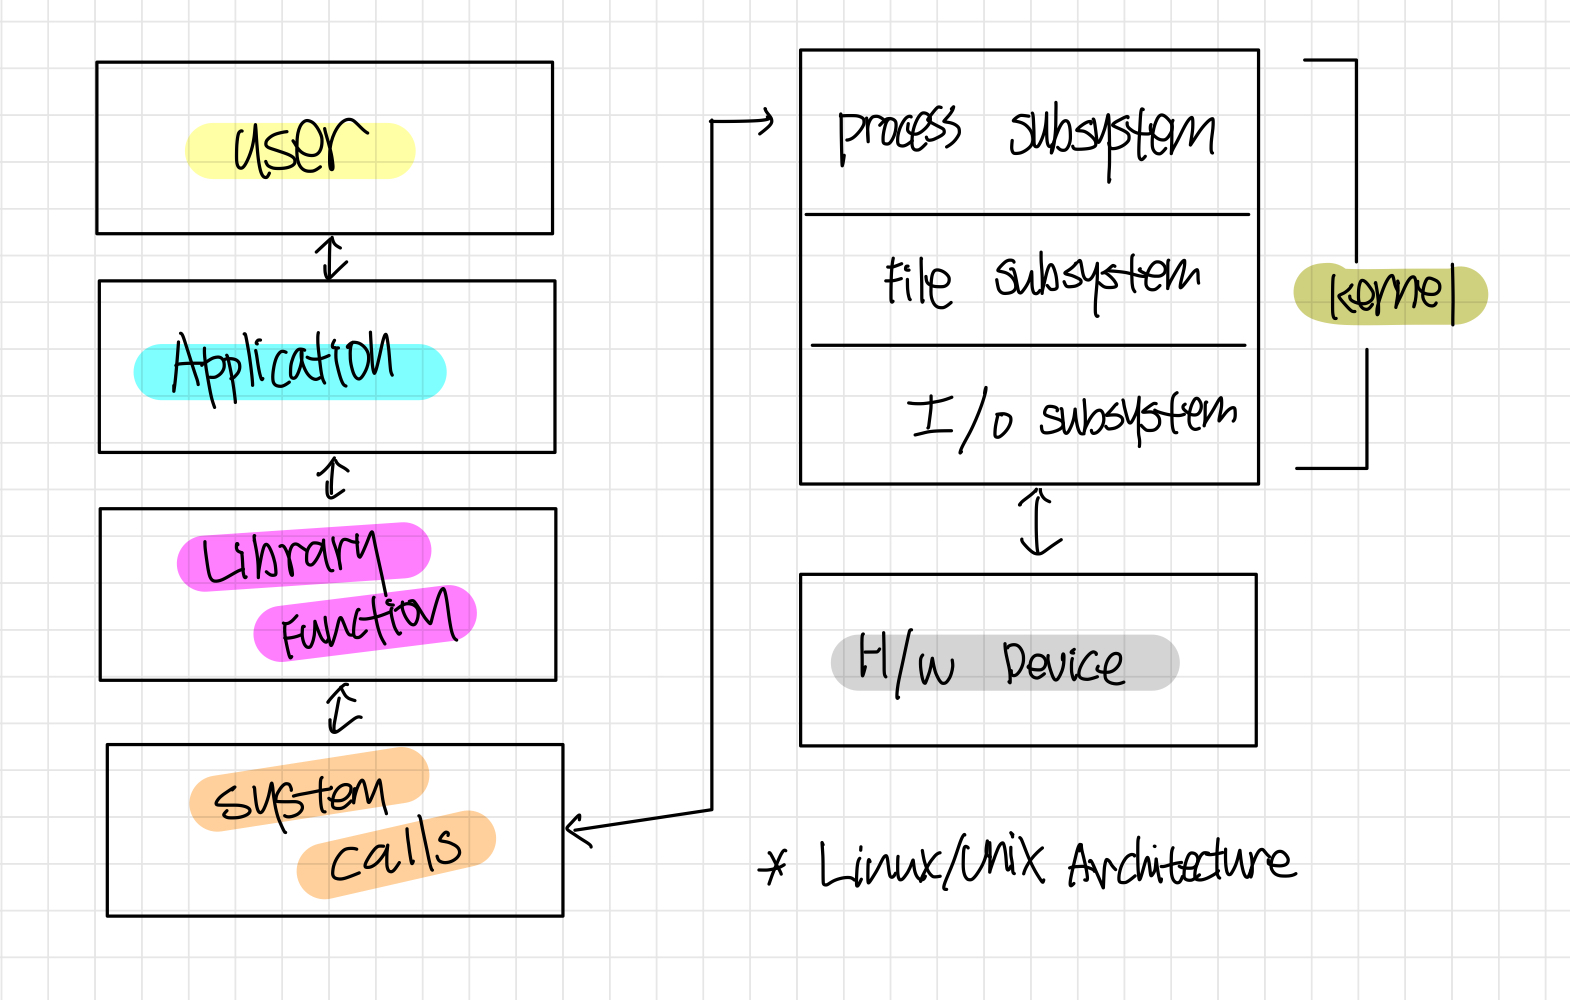 user
Application
Library
Function
system
calls
process subsystem
File subsystem
I/O subsystem
kernel
H/W Device
* Linux/Unix Architecture